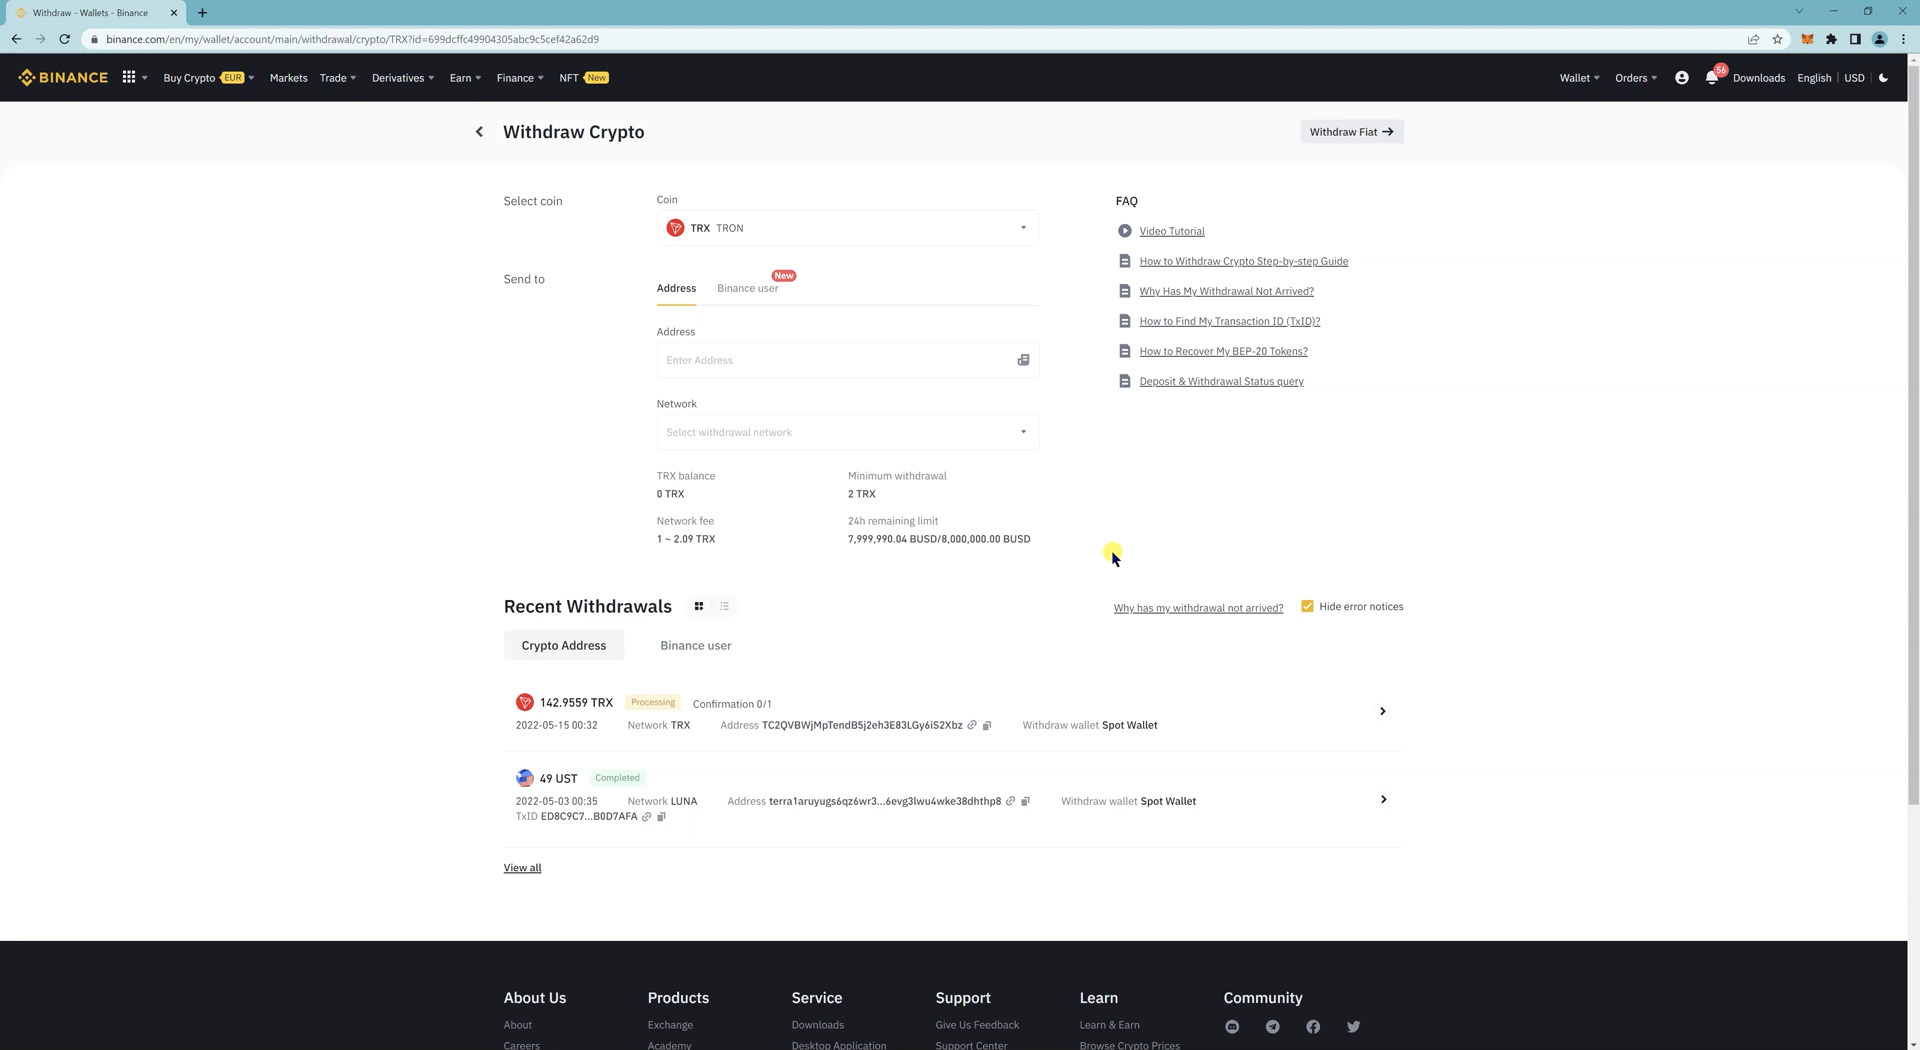 Withdraw - Wallets - Binance
binance.com/en/my/wallet/account/main/withdrawal/crypto/TRX?id=699dcffc49904305abc9c5cef42a62d9
BINANCE Buy Crypto EUR Markets Trade Derivatives Earn Finance NFT New Wallet Orders 56 Downloads English USD
Withdraw Crypto
Withdraw Fiat
Select coin
Coin
TRX TRON
Send to
Address
Binance user
New
Address
Enter Address
Network
Select withdrawal network
TRX balance
0 TRX
Minimum withdrawal
2 TRX
Network fee
1 ~ 2.09 TRX
24h remaining limit
7,999,990.04 BUSD/8,000,000.00 BUSD
FAQ
Video Tutorial
How to Withdraw Crypto Step-by-step Guide
Why Has My Withdrawal Not Arrived?
How to Find My Transaction ID (TxID)?
How to Recover My BEP-20 Tokens?
Deposit & Withdrawal Status query
Recent Withdrawals
Why has my withdrawal not arrived?
Hide error notices
Crypto Address
Binance user
142.9559 TRX Processing Confirmation 0/1
2022-05-15 00:32 Network TRX Address TC2QVBWjMpTendB5j2eh3E83LGy6iS2Xbz Withdraw wallet Spot Wallet
49 UST Completed
2022-05-03 00:35 Network LUNA Address terra1aruyugs6qz6wr3...6evg3lwu4wke38dhthp8 Withdraw wallet Spot Wallet
TxID ED8C9C7...B0D7AFA
View all
About Us Products Service Support Learn Community
About Exchange Downloads Give Us Feedback Learn & Earn
Careers Academy Desktop Application Support Center Browse Crypto Prices